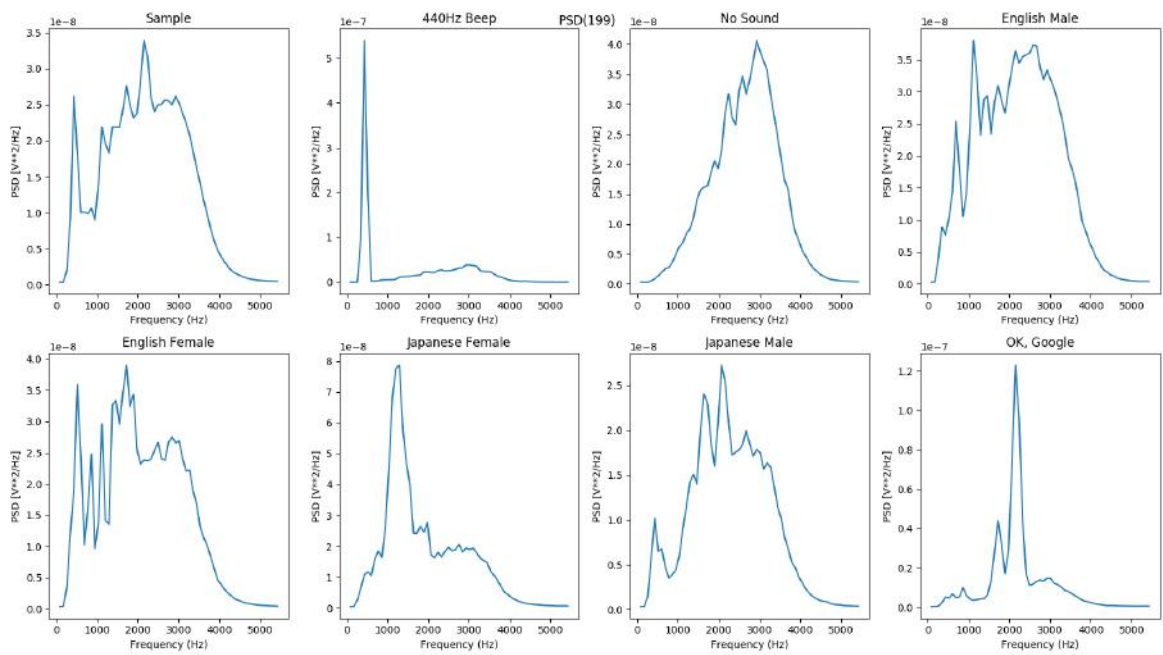 PSD(199)
Sample
1e−8
PSD [V**2/Hz]
3.5
3.0
2.5
2.0
1.5
1.0
0.5
0.0
0 1000 2000 3000 4000 5000
Frequency (Hz)
440Hz Beep
1e−7
PSD [V**2/Hz]
5
4
3
2
1
0
0 1000 2000 3000 4000 5000
Frequency (Hz)
No Sound
1e−8
PSD [V**2/Hz]
4.0
3.5
3.0
2.5
2.0
1.5
1.0
0.5
0.0
0 1000 2000 3000 4000 5000
Frequency (Hz)
English Male
1e−8
PSD [V**2/Hz]
3.5
3.0
2.5
2.0
1.5
1.0
0.5
0.0
0 1000 2000 3000 4000 5000
Frequency (Hz)
English Female
1e−8
PSD [V**2/Hz]
4.0
3.5
3.0
2.5
2.0
1.5
1.0
0.5
0.0
0 1000 2000 3000 4000 5000
Frequency (Hz)
Japanese Female
1e−8
PSD [V**2/Hz]
8
7
6
5
4
3
2
1
0
0 1000 2000 3000 4000 5000
Frequency (Hz)
Japanese Male
1e−8
PSD [V**2/Hz]
2.5
2.0
1.5
1.0
0.5
0.0
0 1000 2000 3000 4000 5000
Frequency (Hz)
OK, Google
1e−7
PSD [V**2/Hz]
1.2
1.0
0.8
0.6
0.4
0.2
0.0
0 1000 2000 3000 4000 5000
Frequency (Hz)